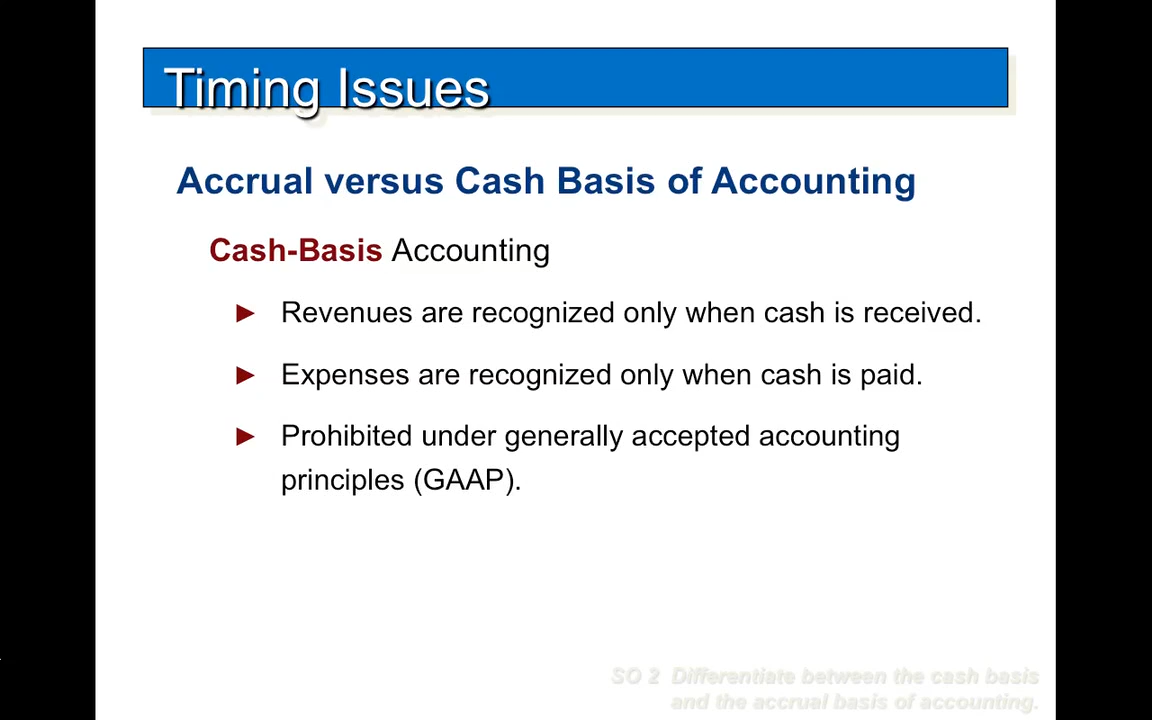 Timing Issues
Accrual versus Cash Basis of Accounting
Cash-Basis Accounting
► Revenues are recognized only when cash is received.
► Expenses are recognized only when cash is paid.
► Prohibited under generally accepted accounting
principles (GAAP).
SO 2 Differentiate between the cash basis
and the accrual basis of accounting.